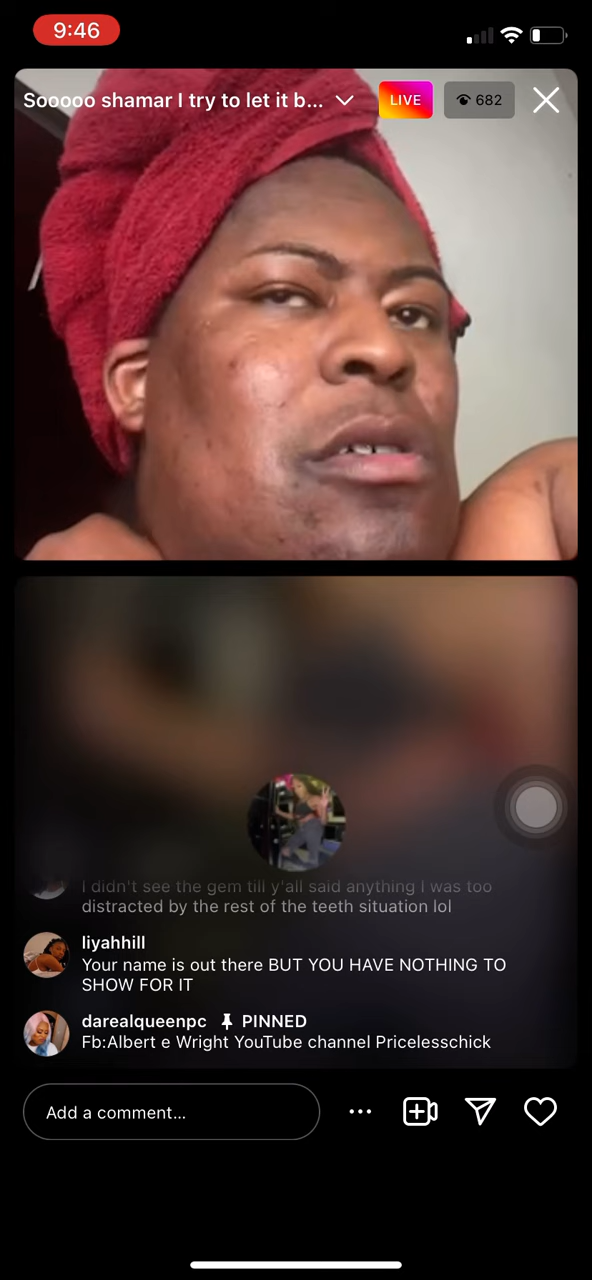 9:46
Sooooo shamar I try to let it b...
LIVE
682
I didn't see the gem till y'all said anything I was too
distracted by the rest of the teeth situation lol
liyahhill
Your name is out there BUT YOU HAVE NOTHING TO
SHOW FOR IT
darealqueenpc PINNED
Fb:Albert e Wright YouTube channel Pricelesschick
Add a comment...